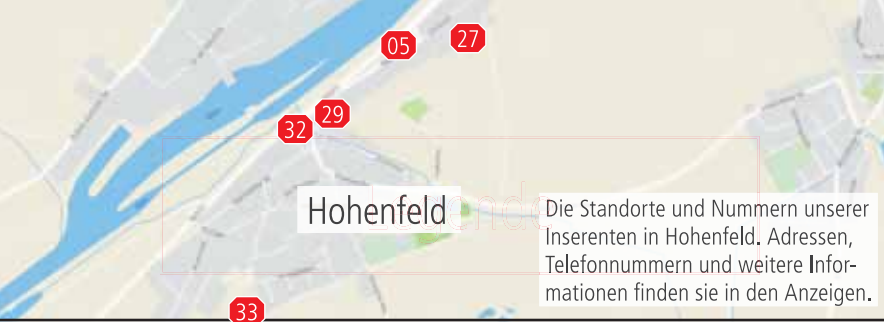 05
27
29
32
Hohenfeld
Legende
Die Standorte und Nummern unserer
Inserenten in Hohenfeld. Adressen,
Telefonnummern und weitere Infor-
mationen finden sie in den Anzeigen.
33